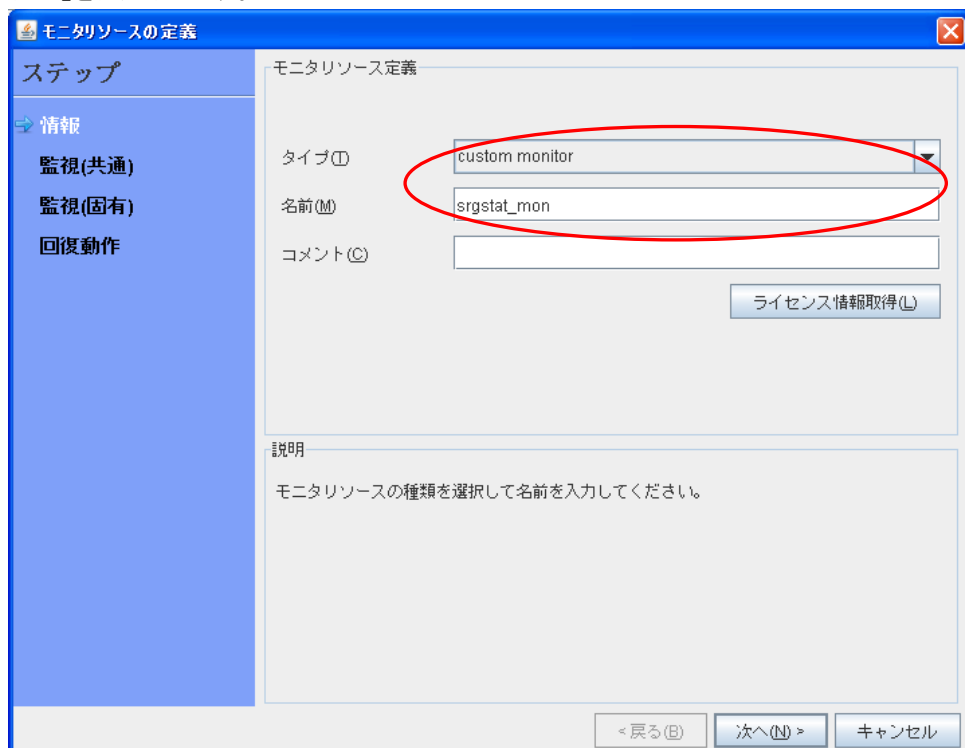 モニタリソースの定義
ステップ
情報
監視(共通)
監視(固有)
回復動作
モニタリソース定義
タイプ(T) custom monitor
名前(M) srgstat_mon
コメント(C)
ライセンス情報取得(L)
説明
モニタリソースの種類を選択して名前を入力してください。
<戻る(B) 次へ(N) > キャンセル